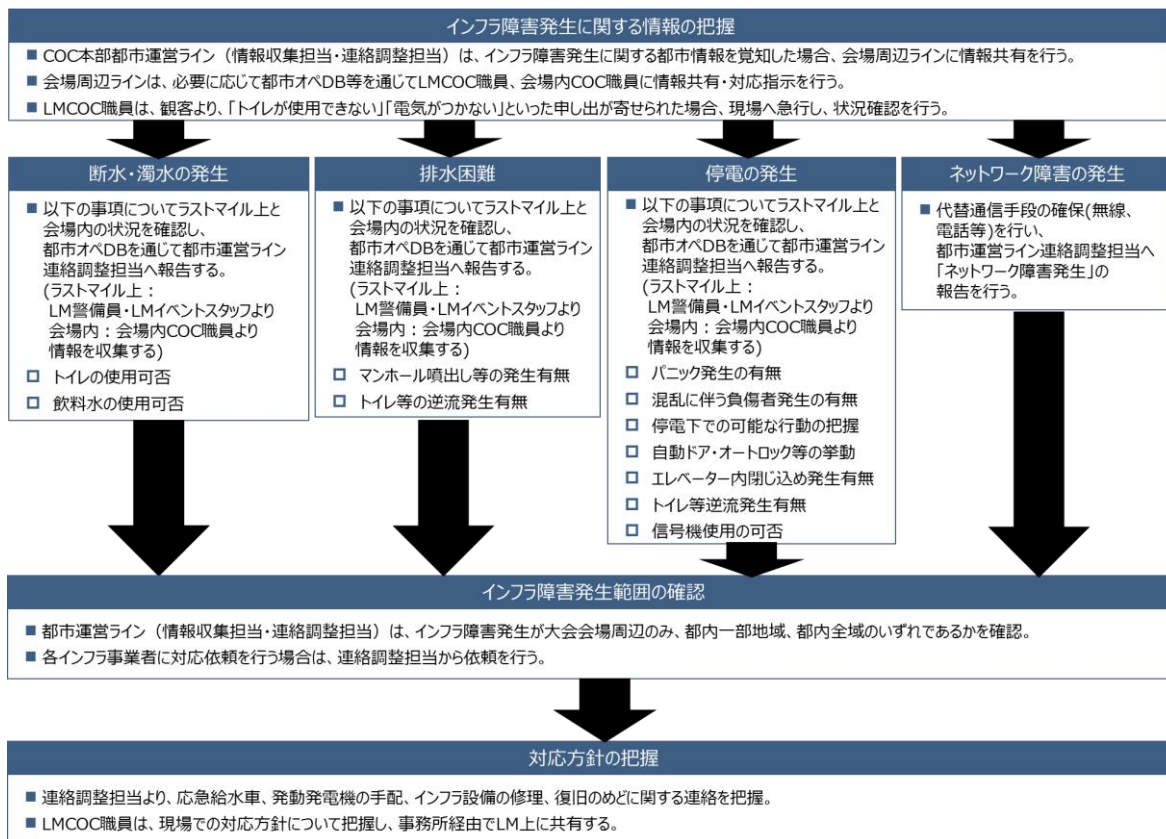 インフラ障害発生に関する情報の把握
■ COC本部都市運営ライン（情報収集担当・連絡調整担当）は、インフラ障害発生に関する都市情報を覚知した場合、会場周辺ラインに情報共有を行う。
■ 会場周辺ラインは、必要に応じて都市オペDB等を通じてLMCOC職員、会場内COC職員に情報共有・対応指示を行う。
■ LMCOC職員は、観客より、「トイレが使用できない」「電気がつかない」といった申し出が寄せられた場合、現場へ急行し、状況確認を行う。
断水・濁水の発生
■ 以下の事項についてラストマイル上と
会場内の状況を確認し、
都市オペDBを通じて都市運営ライン
連絡調整担当へ報告する。
(ラストマイル上：
LM警備員・LMイベントスタッフより
会場内：会場内COC職員より
情報を収集する)
□ トイレの使用可否
□ 飲料水の使用可否
排水困難
■ 以下の事項についてラストマイル上と
会場内の状況を確認し、
都市オペDBを通じて都市運営ライン
連絡調整担当へ報告する。
(ラストマイル上：
LM警備員・LMイベントスタッフより
会場内：会場内COC職員より
情報を収集する)
□ マンホール噴出し等の発生有無
□ トイレ等の逆流発生有無
停電の発生
■ 以下の事項についてラストマイル上と
会場内の状況を確認し、
都市オペDBを通じて都市運営ライン
連絡調整担当へ報告する。
(ラストマイル上：
LM警備員・LMイベントスタッフより
会場内：会場内COC職員より
情報を収集する)
□ パニック発生の有無
□ 混乱に伴う負傷者発生の有無
□ 停電下での可能な行動の把握
□ 自動ドア・オートロック等の挙動
□ エレベーター内閉じ込め発生有無
□ トイレ等逆流発生有無
□ 信号機使用の可否
ネットワーク障害の発生
■ 代替通信手段の確保(無線、
電話等)を行い、
都市運営ライン連絡調整担当へ
「ネットワーク障害発生」の
報告を行う。
インフラ障害発生範囲の確認
■ 都市運営ライン（情報収集担当・連絡調整担当）は、インフラ障害発生が大会会場周辺のみ、都内一部地域、都内全域のいずれであるかを確認。
■ 各インフラ事業者に対応依頼を行う場合は、連絡調整担当から依頼を行う。
対応方針の把握
■ 連絡調整担当より、応急給水車、発動発電機の手配、インフラ設備の修理、復旧のめどに関する連絡を把握。
■ LMCOC職員は、現場での対応方針について把握し、事務所経由でLM上に共有する。